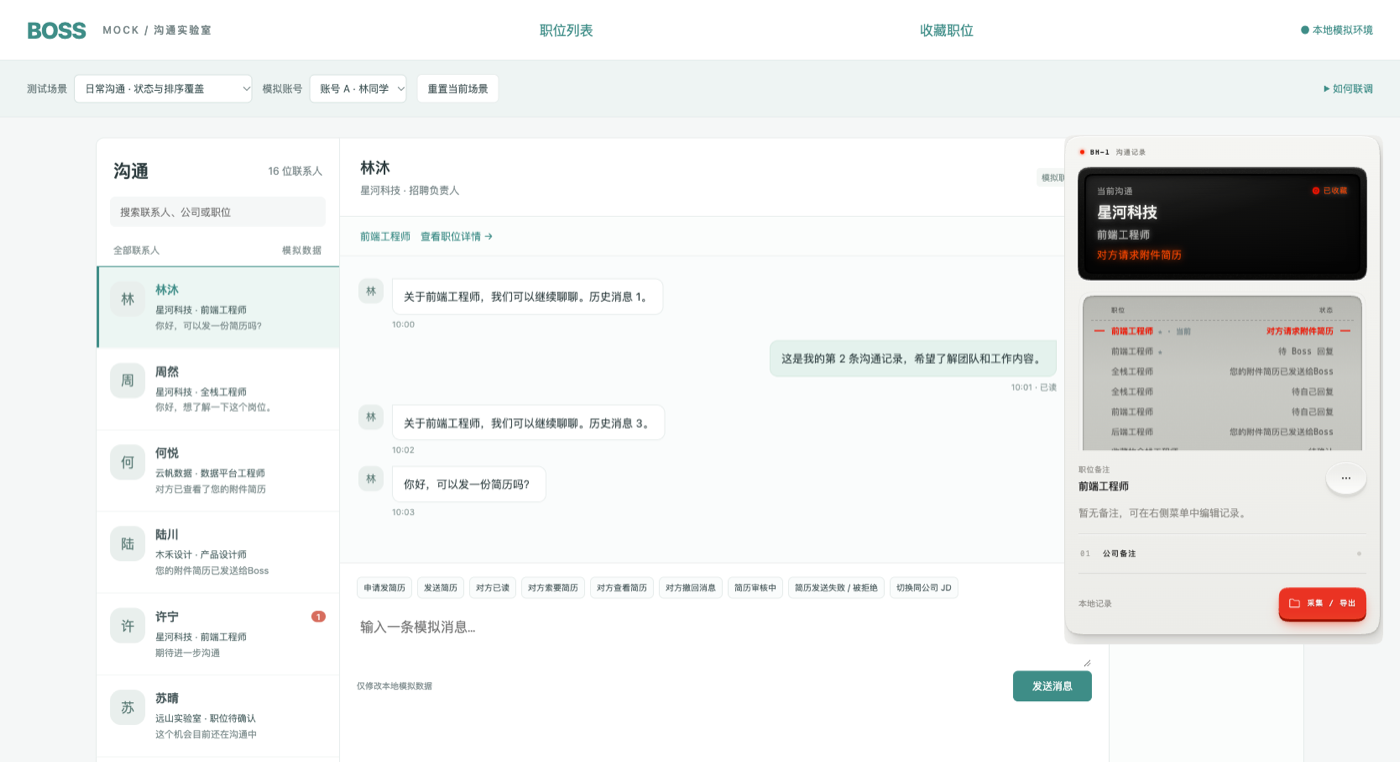 BOSS MOCK / 沟通实验室 职位列表 收藏职位 本地模拟环境
测试场景 日常沟通 · 状态与排序覆盖 模拟账号 账号 A · 林同学 重置当前场景 ▶ 如何联调
沟通 16 位联系人
搜索联系人、公司或职位
全部联系人 模拟数据
林
林沐
星河科技 · 前端工程师
你好，可以发一份简历吗?
周
周然
星河科技 · 全栈工程师
你好，想了解一下这个岗位。
何
何悦
云帆数据 · 数据平台工程师
对方已查看了您的附件简历
陆
陆川
木禾设计 · 产品设计师
您的附件简历已发送给Boss
许
许宁 1
星河科技 · 前端工程师
期待进一步沟通
苏
苏晴
远山实验室 · 职位待确认
这个机会目前还在沟通中
林沐
星河科技 · 招聘负责人
模拟
前端工程师 查看职位详情 →
林
关于前端工程师，我们可以继续聊聊。历史消息 1。
10:00
这是我的第 2 条沟通记录，希望了解团队和工作内容。
10:01 · 已读
林
关于前端工程师，我们可以继续聊聊。历史消息 3。
10:02
林
你好，可以发一份简历吗？
10:03
申请发简历 发送简历 对方已读 对方索要简历 对方查看简历 对方撤回消息 简历审核中 简历发送失败 / 被拒绝 切换同公司 JD
输入一条模拟消息...
仅修改本地模拟数据 发送消息
BH-1 沟通记录
当前沟通 已收藏
星河科技
前端工程师
对方请求附件简历
职位 状态
前端工程师 · 当前 对方请求附件简历
前端工程师 待 Boss 回复
全栈工程师 您的附件简历已发送给Boss
全栈工程师 待自己回复
前端工程师 待自己回复
后端工程师 您的附件简历已发送给Boss
职位备注
前端工程师 ...
暂无备注，可在右侧菜单中编辑记录。
01 公司备注 +
本地记录 采集 / 导出